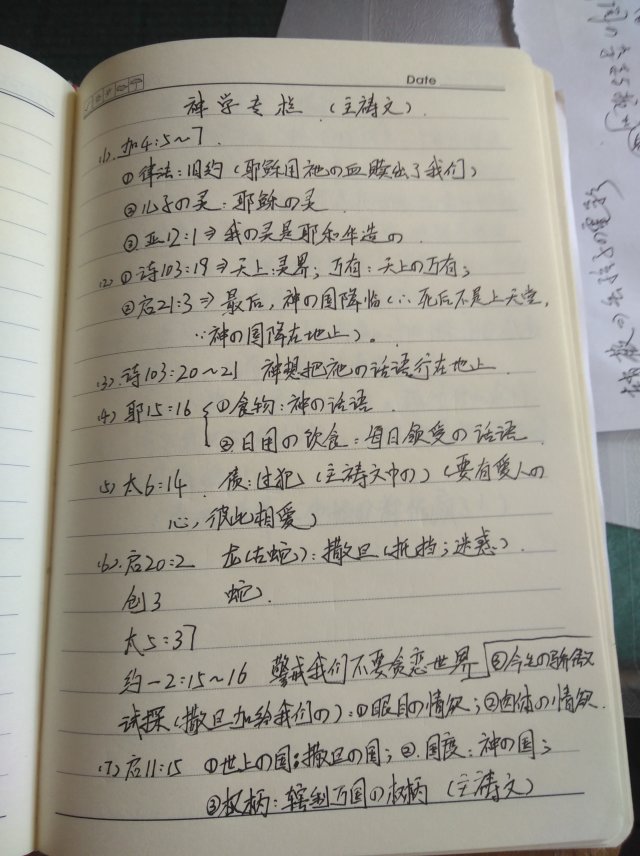 Date
神学专栏 (主祷文).
(1). 加4:5~7
① 律法: 旧约 (耶稣用祂の血赎出了我们)
② 儿子の灵: 耶稣の灵.
③ 亚12:1 ⇒ 我の灵是耶和华造の.
(2) ① 诗103:19 ⇒ 天上:灵界; 万有: 天上の万有;
② 启21:3 ⇒ 最后, 神の国降临 (∴ 死后不是上天堂,
∵神の国降在地上)。
(3). 诗103:20~21 神想把祂の话语行在地上
(4) 耶15:16 ① 食物: 神の话语.
② 日用の饮食: 每日领受の话语.
(5) 太6:14. 债: 过犯 (主祷文中の) (要有爱人の
心, 彼此相爱)
(6). 启20:2 龙(古蛇): 撒旦 (抵挡; 迷惑).
创3 蛇.
太5:37
约一2:15~16 警戒我们不要贪恋世界 ③今生の骄傲
试探 (撒旦加给我们の): ①眼目の情欲; ②肉体の情欲.
(7) 启11:15 ①世上の国: 撒旦の国; ②. 国度: 神の国;
③权柄: 辖制万国の权柄 (主祷文)